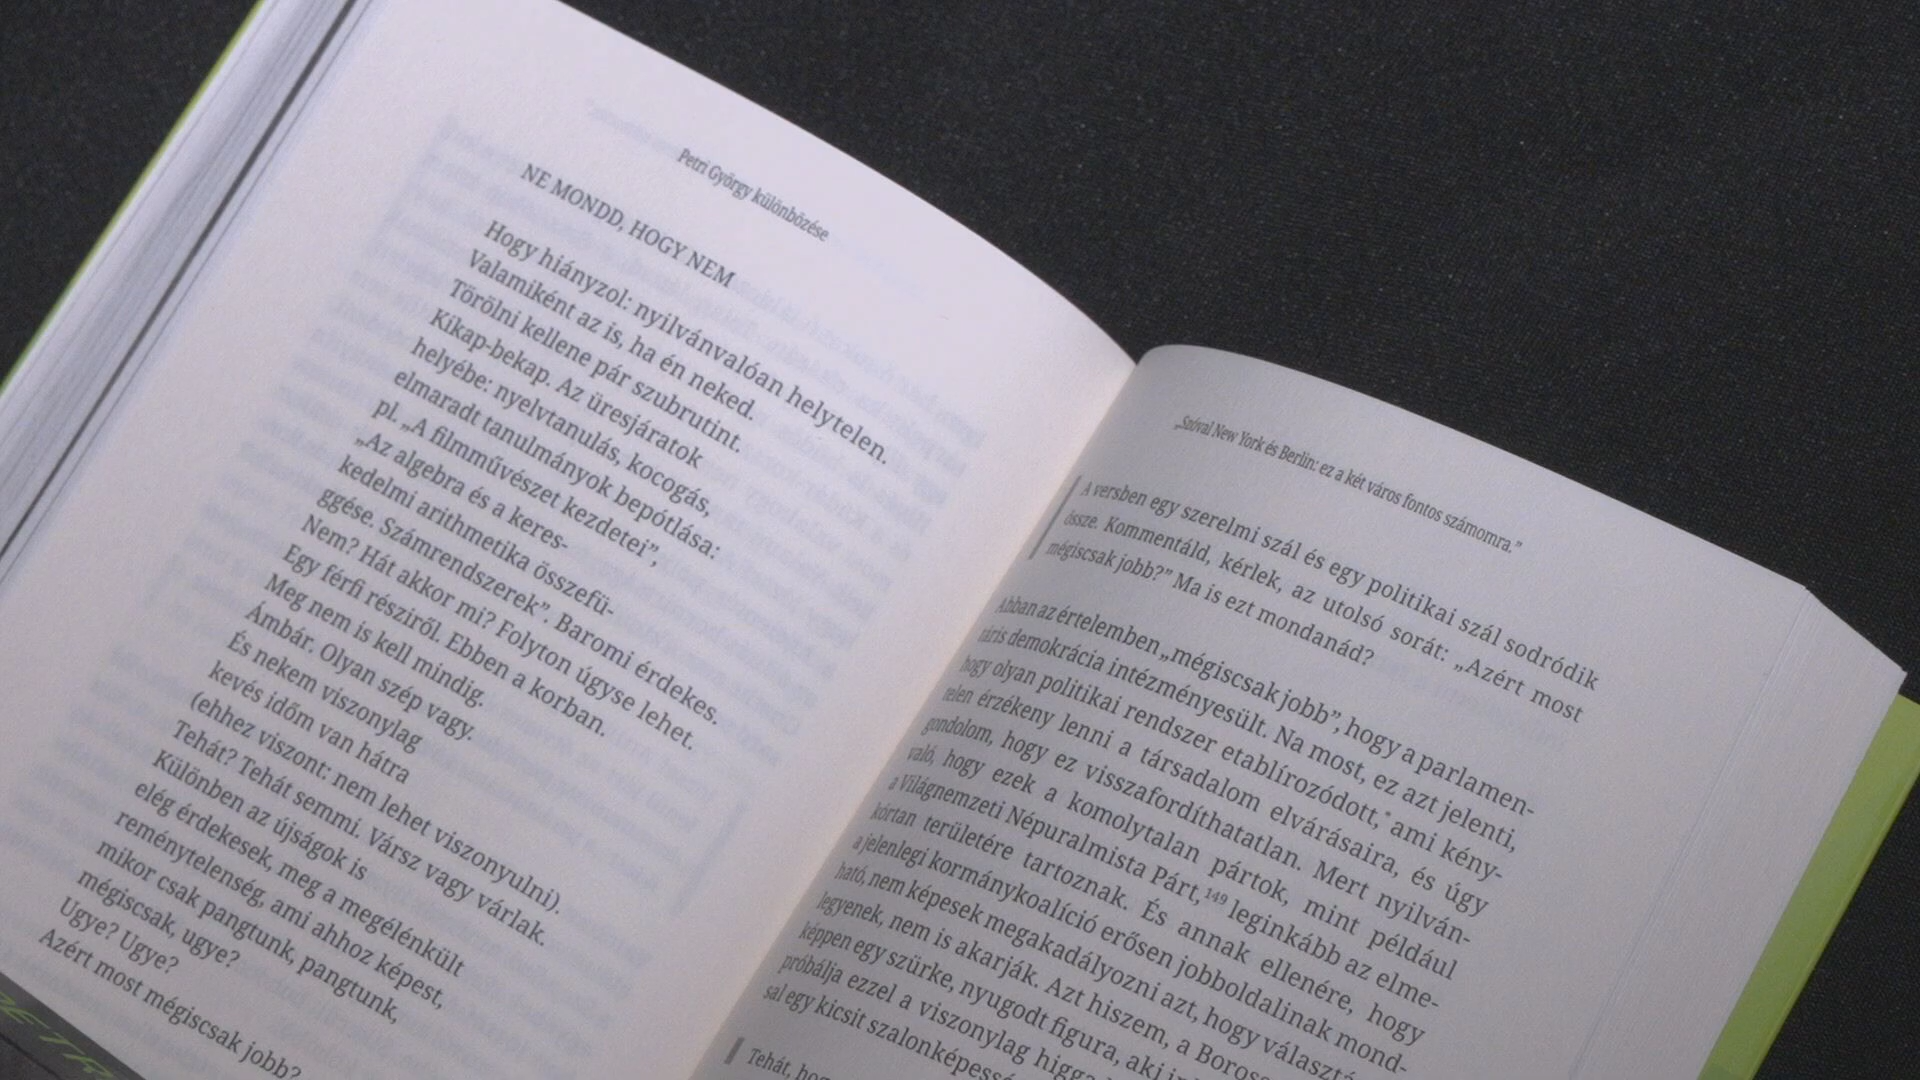 Petri György különbözése
NE MONDD, HOGY NEM
Hogy hiányzol: nyilvánvalóan helytelen.
Valamiként az is, ha én neked.
Törölni kellene pár szubrutint.
Kikap-bekap. Az üresjáratok
helyébe: nyelvtanulás, kocogás,
elmaradt tanulmányok bepótlása:
pl. „A filmművészet kezdetei”,
„Az algebra és a keres-
kedelmi arithmetika összefü-
ggése. Számrendszerek”. Baromi érdekes.
Nem? Hát akkor mi? Folyton úgyse lehet.
Egy férfi résziről. Ebben a korban.
Meg nem is kell mindig.
Ámbár. Olyan szép vagy.
És nekem viszonylag
kevés időm van hátra
(ehhez viszont: nem lehet viszonyulni).
Tehát? Tehát semmi. Vársz vagy várlak.
Különben az újságok is
elég érdekesek, meg a megélénkült
reménytelenség, ami ahhoz képest,
mikor csak pangtunk, pangtunk,
mégiscsak, ugye?
Ugye? Ugye?
Azért most mégiscsak jobb?
„Szóval New York és Berlin: ez a két város fontos számomra.”
A versben egy szerelmi szál és egy politikai szál sodródik
össze. Kommentáld, kérlek, az utolsó sorát: „Azért most
mégiscsak jobb?” Ma is ezt mondanád?
Abban az értelemben „mégiscsak jobb”, hogy a parlamen-
táris demokrácia intézményesült. Na most, ez azt jelenti,
hogy olyan politikai rendszer etablírozódott,* ami kény-
telen érzékeny lenni a társadalom elvárásaira, és úgy
gondolom, hogy ez visszafordíthatatlan. Mert nyilván-
való, hogy ezek a komolytalan pártok, mint például
a Világnemzeti Népuralmista Párt,149 leginkább az elme-
kórtan területére tartoznak. És annak ellenére, hogy
a jelenlegi kormánykoalíció erősen jobboldalinak mond-
ható, nem képesek megakadályozni azt, hogy választá
legyenek, nem is akarják. Azt hiszem, a Boross
képpen egy szürke, nyugodt figura, aki
próbálja ezzel a viszonylag higga
sal egy kicsit szalonképess
Tehát, hog